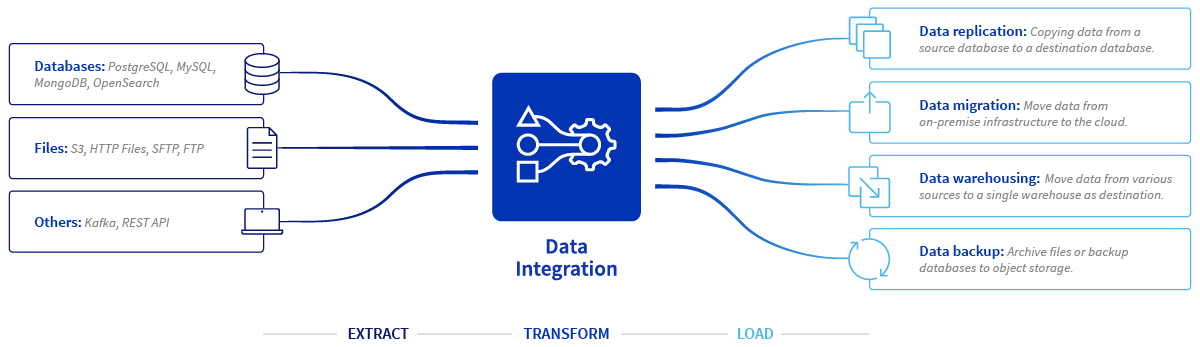 Databases: PostgreSQL, MySQL,
MongoDB, OpenSearch
Files: S3, HTTP Files, SFTP, FTP
Others: Kafka, REST API
Data
Integration
Data replication: Copying data from a
source database to a destination database.
Data migration: Move data from
on-premise infrastructure to the cloud.
Data warehousing: Move data from various
sources to a single warehouse as destination.
Data backup: Archive files or backup
databases to object storage.
EXTRACT
TRANSFORM
LOAD